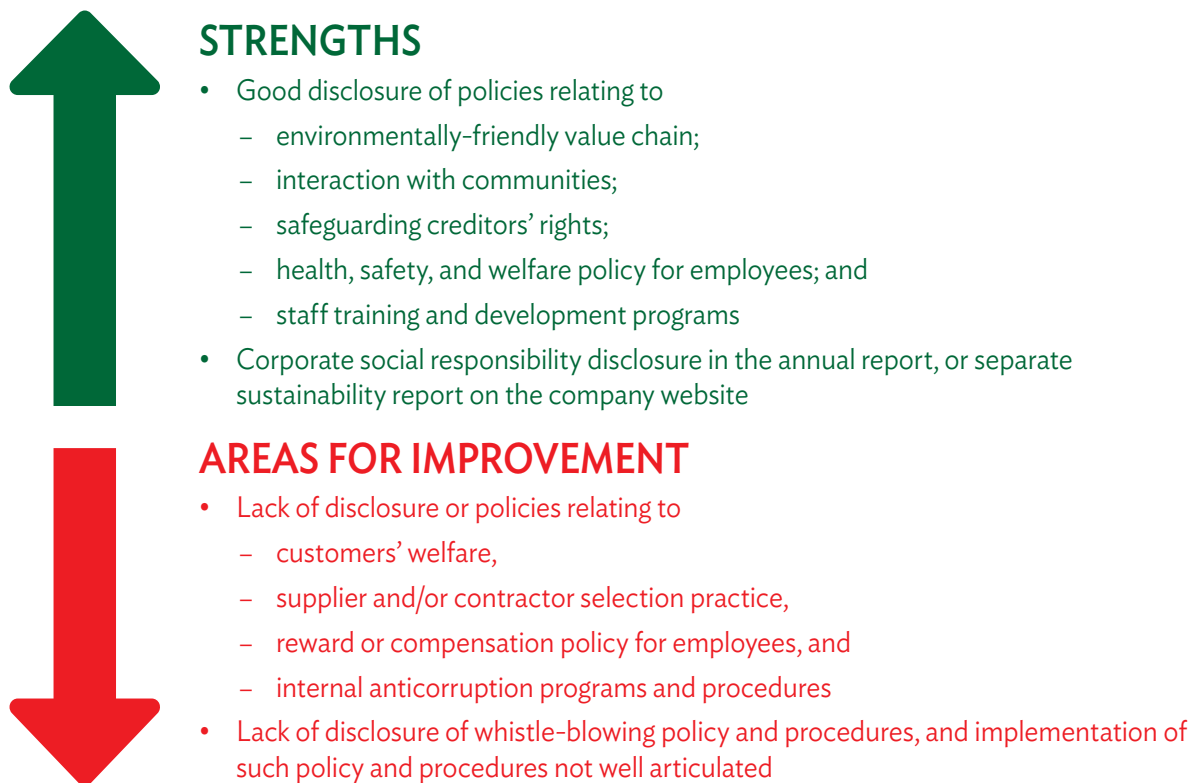 STRENGTHS
• Good disclosure of policies relating to
– environmentally-friendly value chain;
– interaction with communities;
– safeguarding creditors’ rights;
– health, safety, and welfare policy for employees; and
– staff training and development programs
• Corporate social responsibility disclosure in the annual report, or separate
sustainability report on the company website
AREAS FOR IMPROVEMENT
• Lack of disclosure or policies relating to
– customers’ welfare,
– supplier and/or contractor selection practice,
– reward or compensation policy for employees, and
– internal anticorruption programs and procedures
• Lack of disclosure of whistle-blowing policy and procedures, and implementation of
such policy and procedures not well articulated